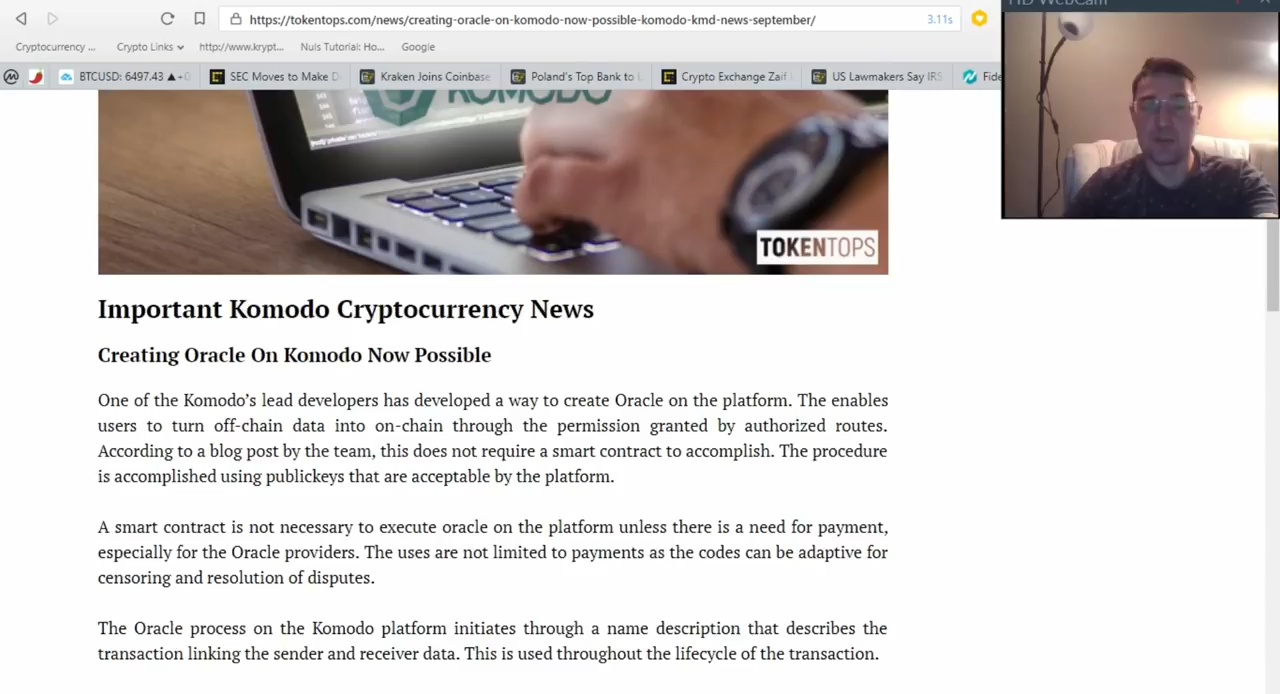 HD WebCam
https://tokentops.com/news/creating-oracle-on-komodo-now-possible-komodo-kmd-news-september/
3.11s
Cryptocurrency ...
Crypto Links
http://www.krypt...
Nuls Tutorial: Ho...
Google
BTCUSD: 6497.43 ▲+0
SEC Moves to Make D
Kraken Joins Coinbase
Poland's Top Bank to L
Crypto Exchange Zaif
US Lawmakers Say IRS
Fide
KOMODO
TOKENTOPS
Important Komodo Cryptocurrency News
Creating Oracle On Komodo Now Possible
One of the Komodo’s lead developers has developed a way to create Oracle on the platform. The enables
users to turn off-chain data into on-chain through the permission granted by authorized routes.
According to a blog post by the team, this does not require a smart contract to accomplish. The procedure
is accomplished using publickeys that are acceptable by the platform.
A smart contract is not necessary to execute oracle on the platform unless there is a need for payment,
especially for the Oracle providers. The uses are not limited to payments as the codes can be adaptive for
censoring and resolution of disputes.
The Oracle process on the Komodo platform initiates through a name description that describes the
transaction linking the sender and receiver data. This is used throughout the lifecycle of the transaction.